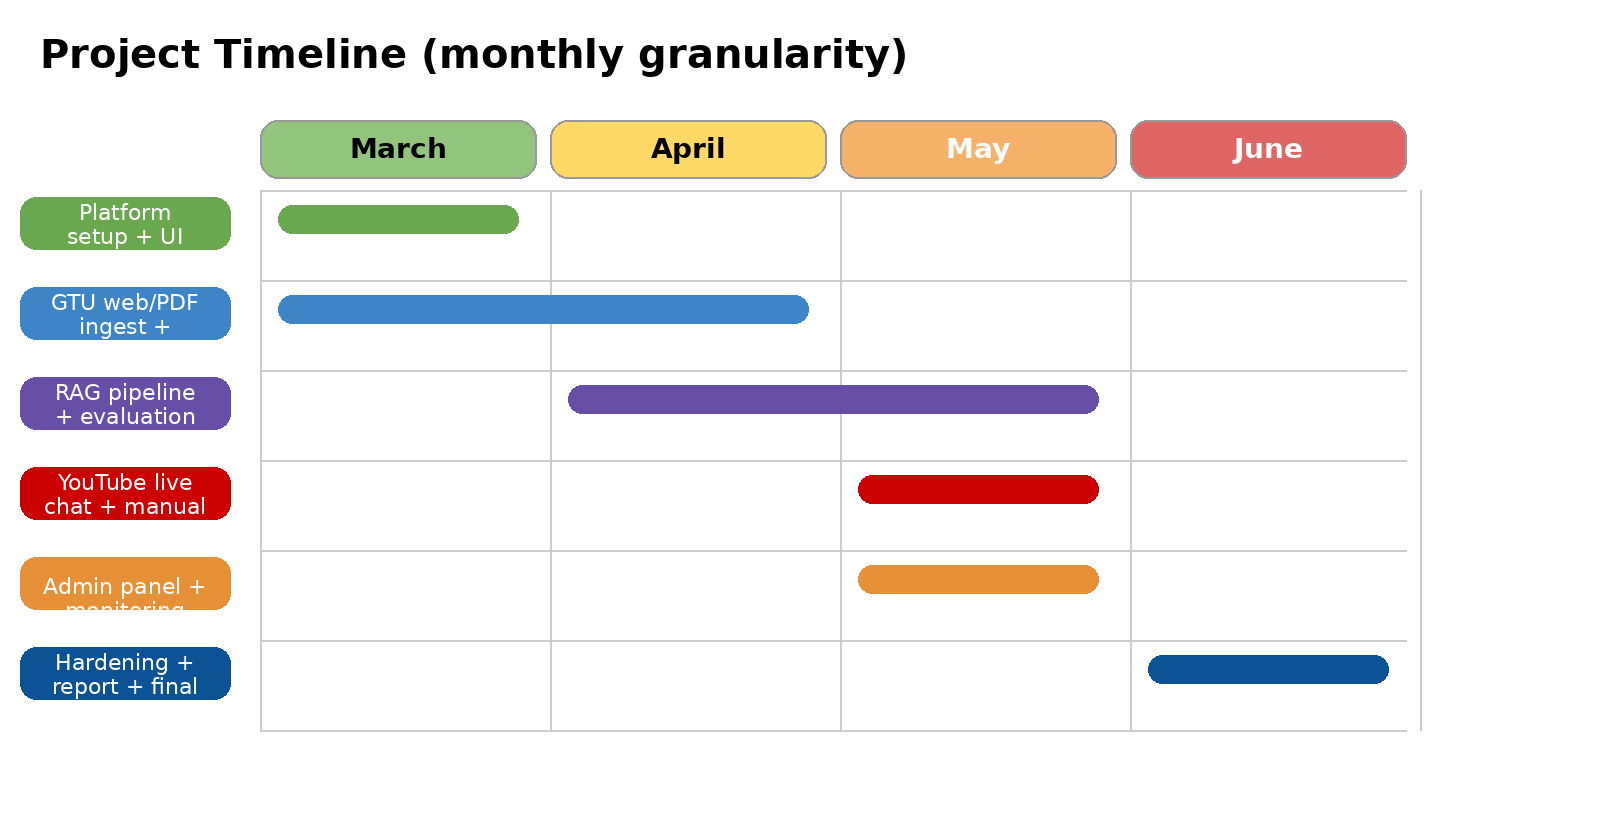 Project Timeline (monthly granularity)
March April May June
Platform
setup + UI
GTU web/PDF
ingest +
RAG pipeline
+ evaluation
YouTube live
chat + manual
Admin panel +
monitoring
Hardening +
report + final